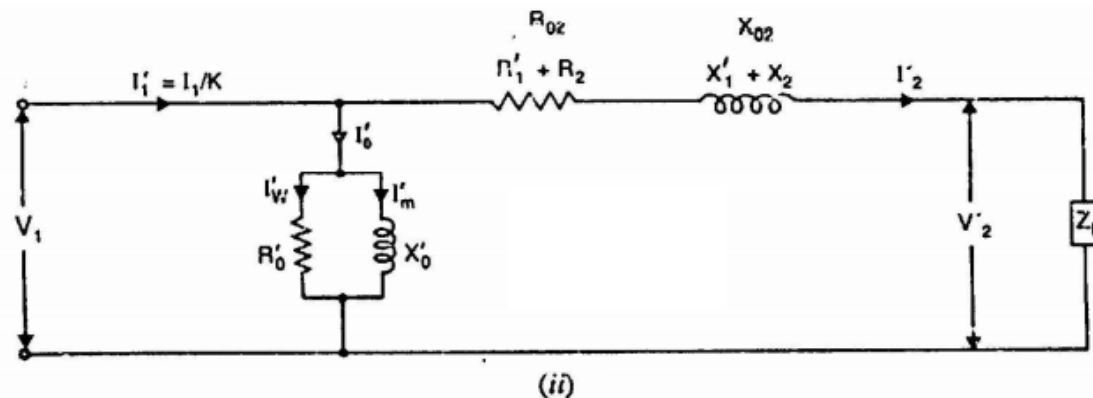 R₀₂
X₀₂
I′₁ = I₁/K
R′₁ + R₂
X′₁ + X₂
I′₂
I′₀
I′W
I′m
V₁
R′₀
X′₀
V′₂
(ii)